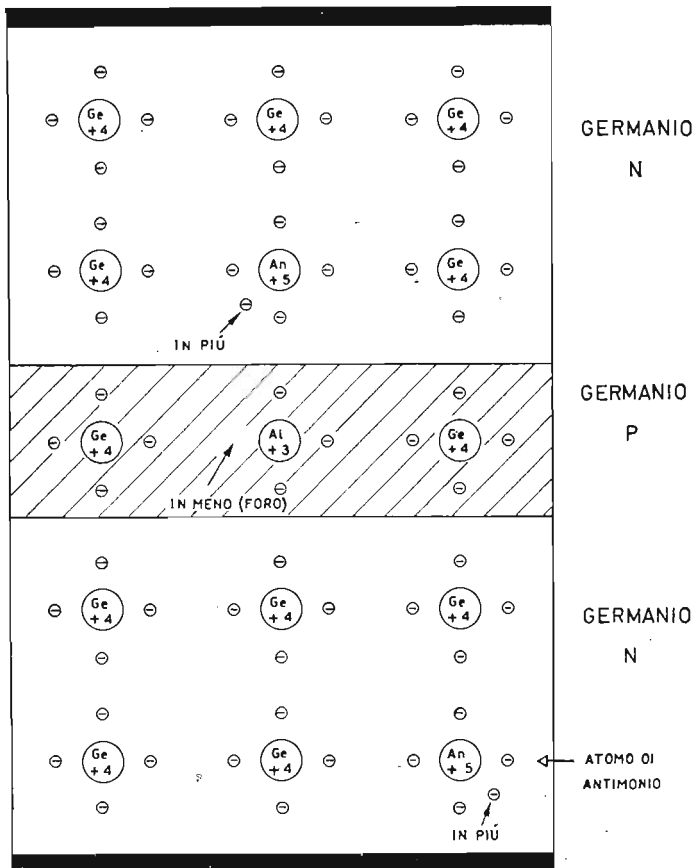 Ge
+4
Ge
+4
Ge
+4
GERMANIO
N
Ge
+4
An
+5
Ge
+4
IN PIÚ
GERMANIO
P
Ge
+4
Al
+3
Ge
+4
IN MENO (FORO)
Ge
+4
Ge
+4
Ge
+4
GERMANIO
N
Ge
+4
Ge
+4
An
+5
ATOMO DI
ANTIMONIO
IN PIÚ